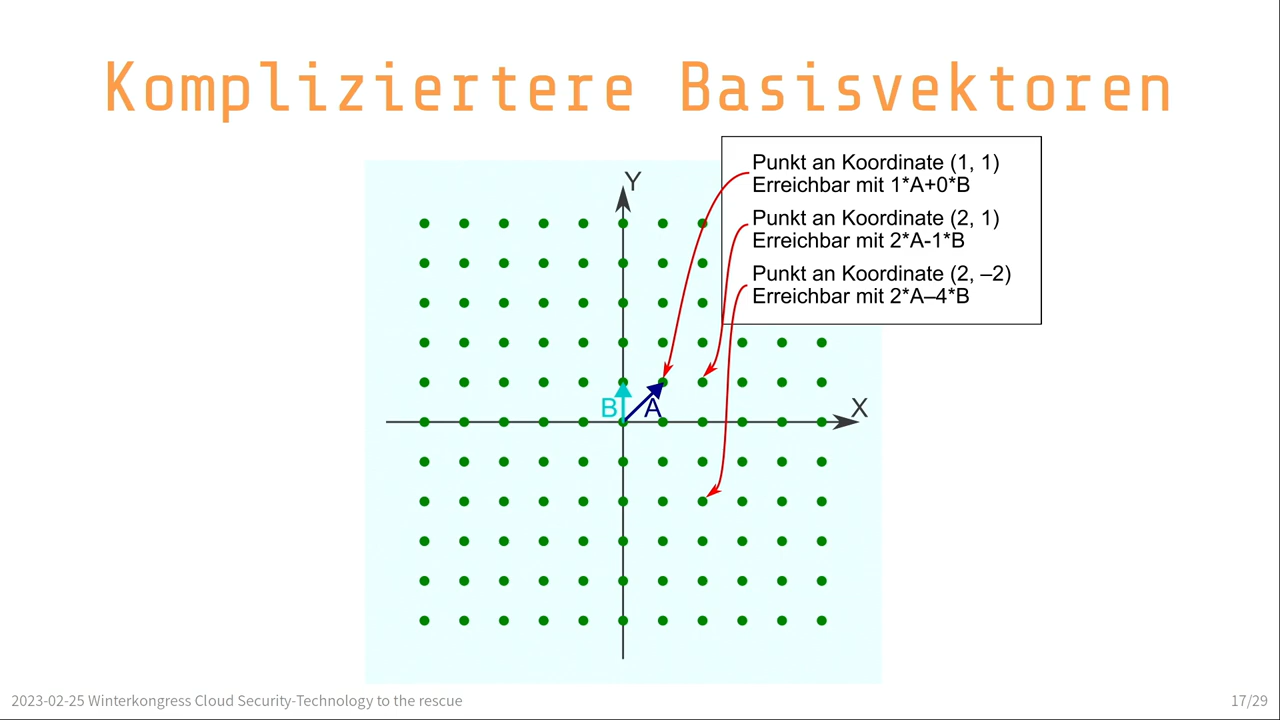 Kompliziertere Basisvektoren
Punkt an Koordinate (1, 1)
Erreichbar mit 1*A+0*B
Punkt an Koordinate (2, 1)
Erreichbar mit 2*A-1*B
Punkt an Koordinate (2, –2)
Erreichbar mit 2*A–4*B
Y
B
A
X
2023-02-25 Winterkongress Cloud Security-Technology to the rescue
17/29